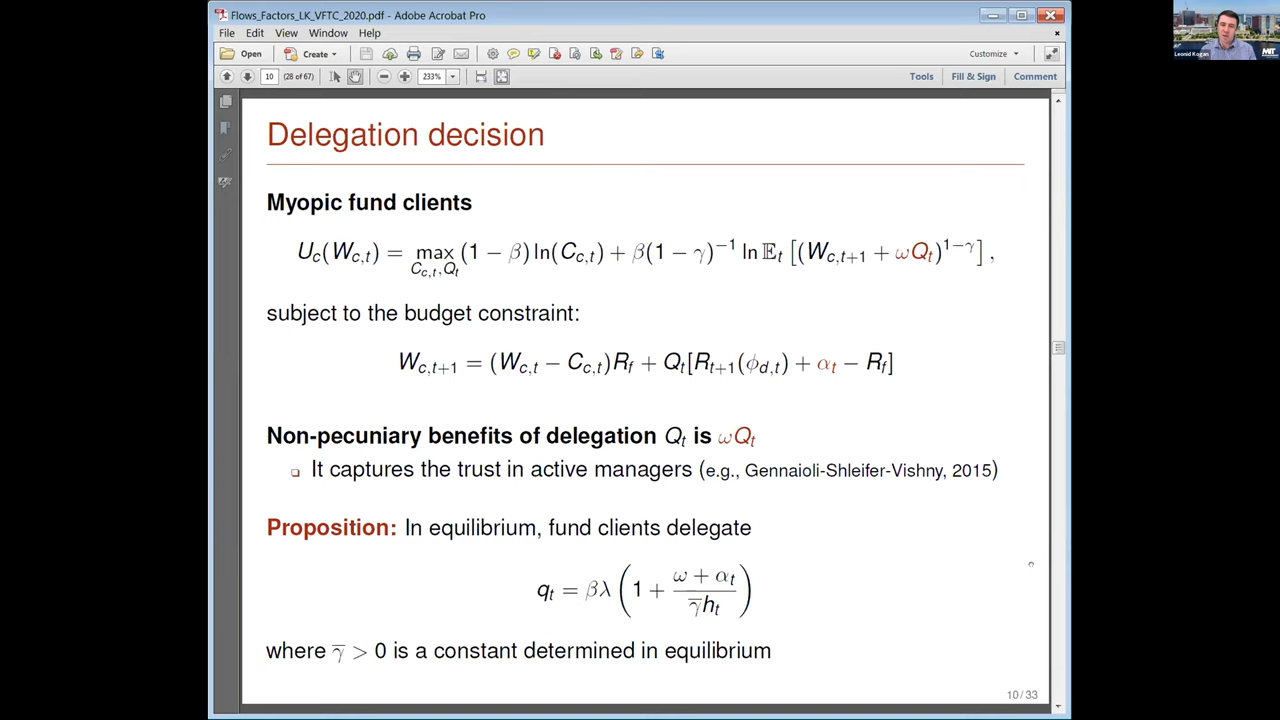 Flows_Factors_LK_VFTC_2020.pdf - Adobe Acrobat Pro
File Edit View Window Help
Open Create 
Customize
10 (28 of 67) 233%
Tools Fill & Sign Comment
Leonid Kogan
MIT
Delegation decision
Myopic fund clients
U_c(W_{c,t}) = max_{C_{c,t}, Q_t} (1 − β) ln(C_{c,t}) + β(1 − γ)^{−1} ln 𝔼_t [(W_{c,t+1} + ωQ_t)^{1−γ}],
subject to the budget constraint:
W_{c,t+1} = (W_{c,t} − C_{c,t})R_f + Q_t[R_{t+1}(ϕ_{d,t}) + α_t − R_f]
Non-pecuniary benefits of delegation Q_t is ωQ_t
It captures the trust in active managers (e.g., Gennaioli-Shleifer-Vishny, 2015)
Proposition: In equilibrium, fund clients delegate
q_t = βλ (1 + (ω + α_t)/(γ̅h_t))
where γ̅ > 0 is a constant determined in equilibrium
10 / 33